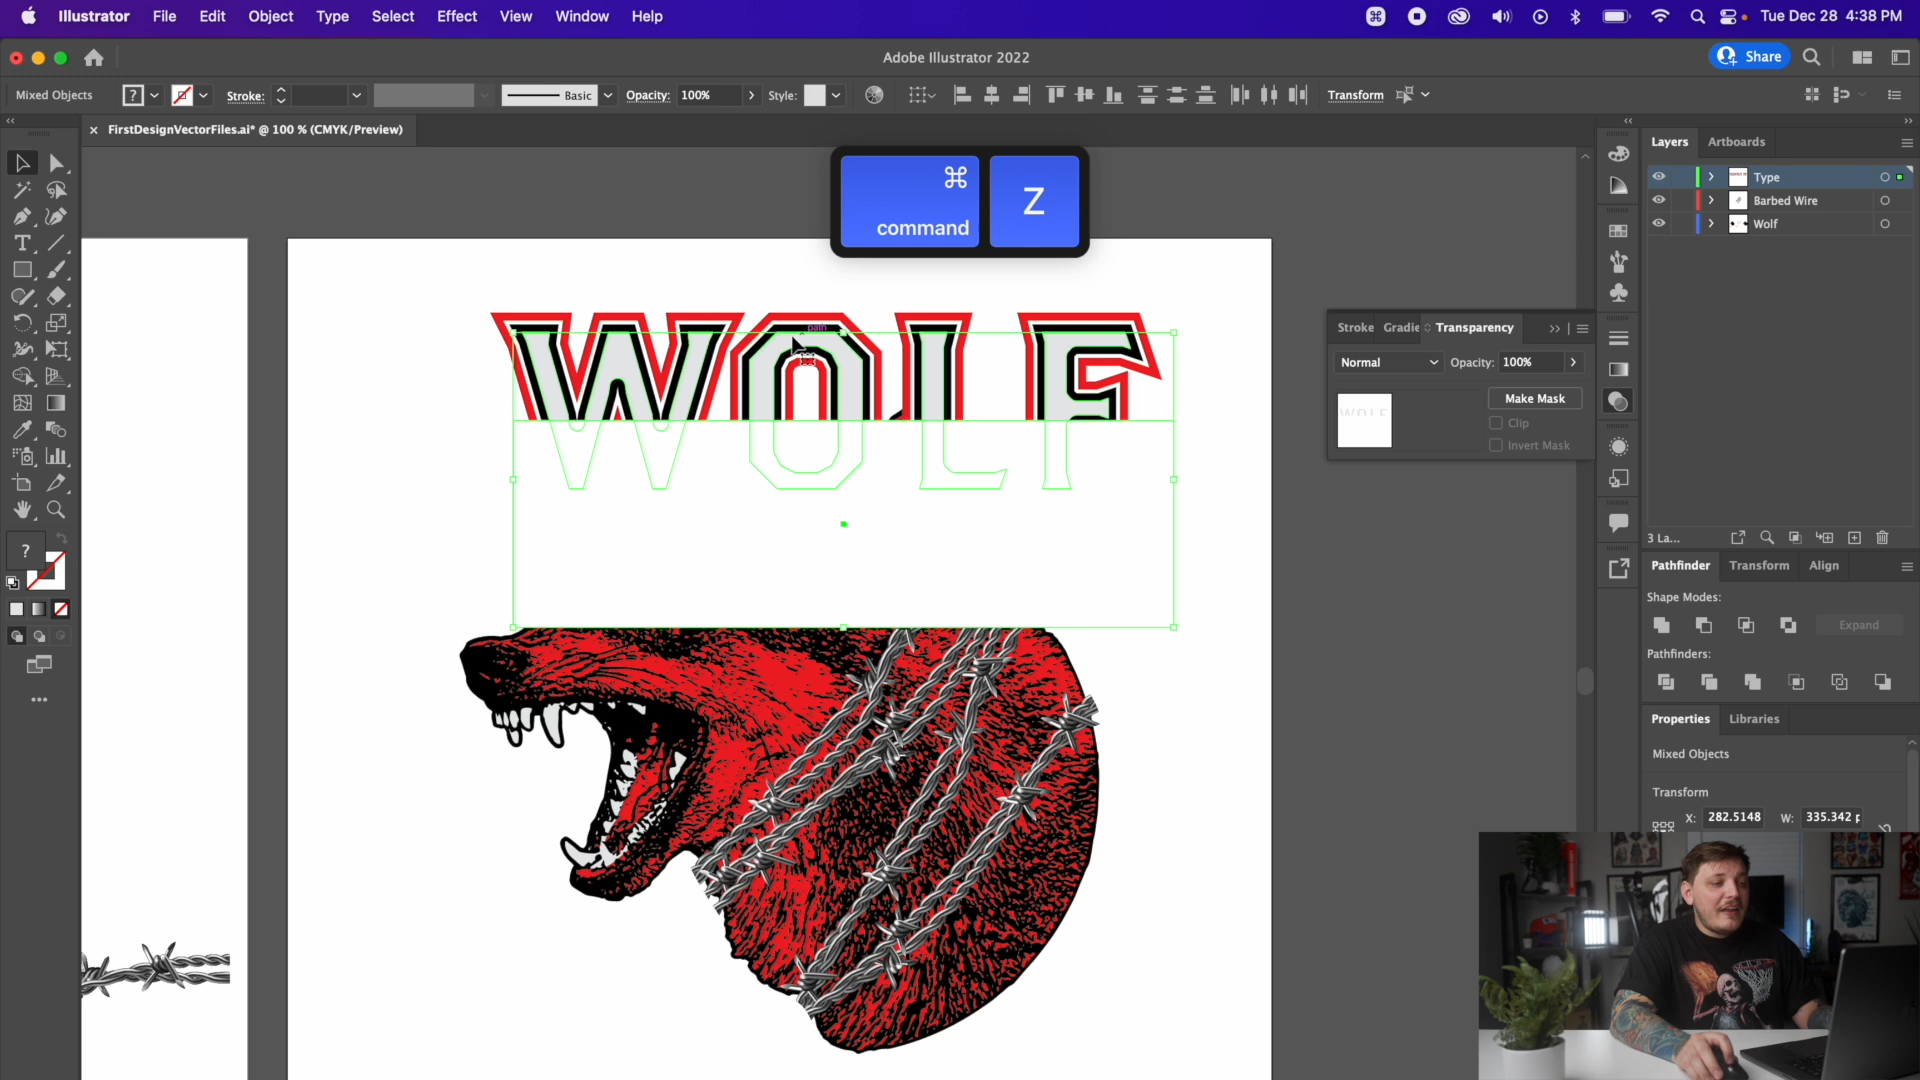 Illustrator File Edit Object Type Select Effect View Window Help Tue Dec 28 4:38 PM
Adobe Illustrator 2022
Share
Mixed Objects ? Stroke: Basic Opacity: 100% Style: Transform
FirstDesignVectorFiles.ai* @ 100 % (CMYK/Preview)
Layers Artboards
Type
Barbed Wire
Wolf
⌘
command
Z
WOLF
path
Stroke Gradie Transparency
Normal Opacity: 100%
Make Mask
Clip
Invert Mask
WOLF
?
3 La...
Pathfinder Transform Align
Shape Modes:
Expand
Pathfinders:
Properties Libraries
Mixed Objects
Transform
X: 282.5148 W: 335.342 p